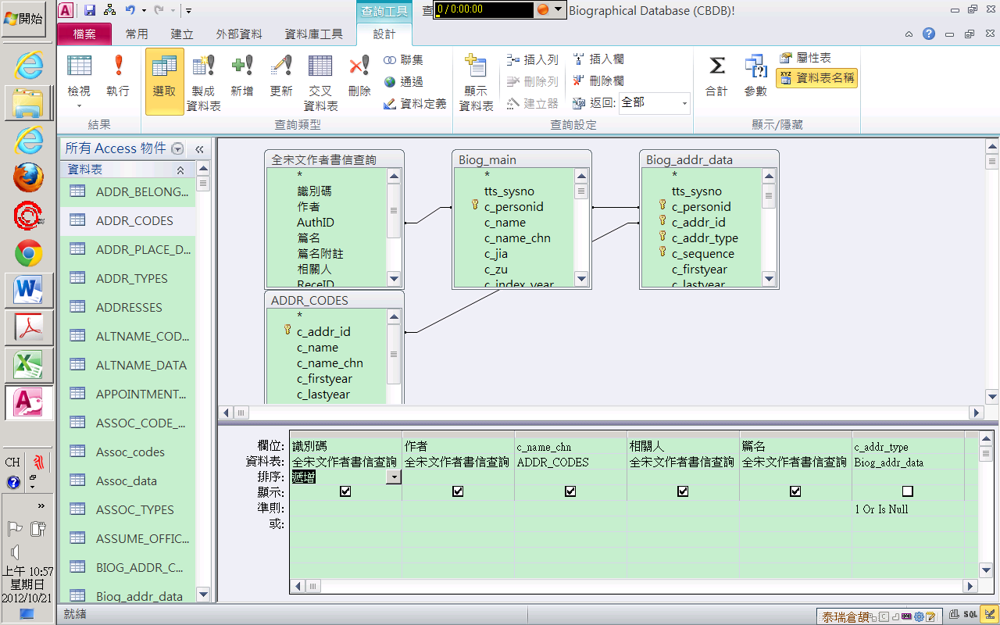 開始
0 / 0:00:00
Biographical Database (CBDB)!
查詢工具
查
檔案
常用
建立
外部資料
資料庫工具
設計
檢視
執行
選取
製成
資料表
新增
更新
交叉
資料表
刪除
聯集
通過
資料定義
顯示
資料表
插入列
刪除列
建立器
插入欄
刪除欄
返回:
全部
合計
參數
屬性表
XYZ
資料表名稱
結果
查詢類型
查詢設定
顯示/隱藏
所有 Access 物件
資料表
ADDR_BELONG...
ADDR_CODES
ADDR_PLACE_D...
ADDR_TYPES
ADDRESSES
ALTNAME_COD...
ALTNAME_DATA
APPOINTMENT...
ASSOC_CODE_...
Assoc_codes
Assoc_data
ASSOC_TYPES
ASSUME_OFFIC...
BIOG_ADDR_C...
Biog_addr_data
全宋文作者書信查詢
*
識別碼
作者
AuthID
篇名
篇名附註
相關人
ReceID
Biog_main
*
tts_sysno
c_personid
c_name
c_name_chn
c_jia
c_zu
c_index_year
Biog_addr_data
*
tts_sysno
c_personid
c_addr_id
c_addr_type
c_sequence
c_firstyear
c_lastyear
ADDR_CODES
*
c_addr_id
c_name
c_name_chn
c_firstyear
c_lastyear
欄位: 識別碼 作者 c_name_chn 相關人 篇名 c_addr_type
資料表: 全宋文作者書信查詢 全宋文作者書信查詢 ADDR_CODES 全宋文作者書信查詢 全宋文作者書信查詢 Biog_addr_data
排序: 遞增
顯示:
準則: 1 Or Is Null
或:
CH
上午 10:57
星期日
2012/10/21
就緒
泰瑞倉頡
SQL